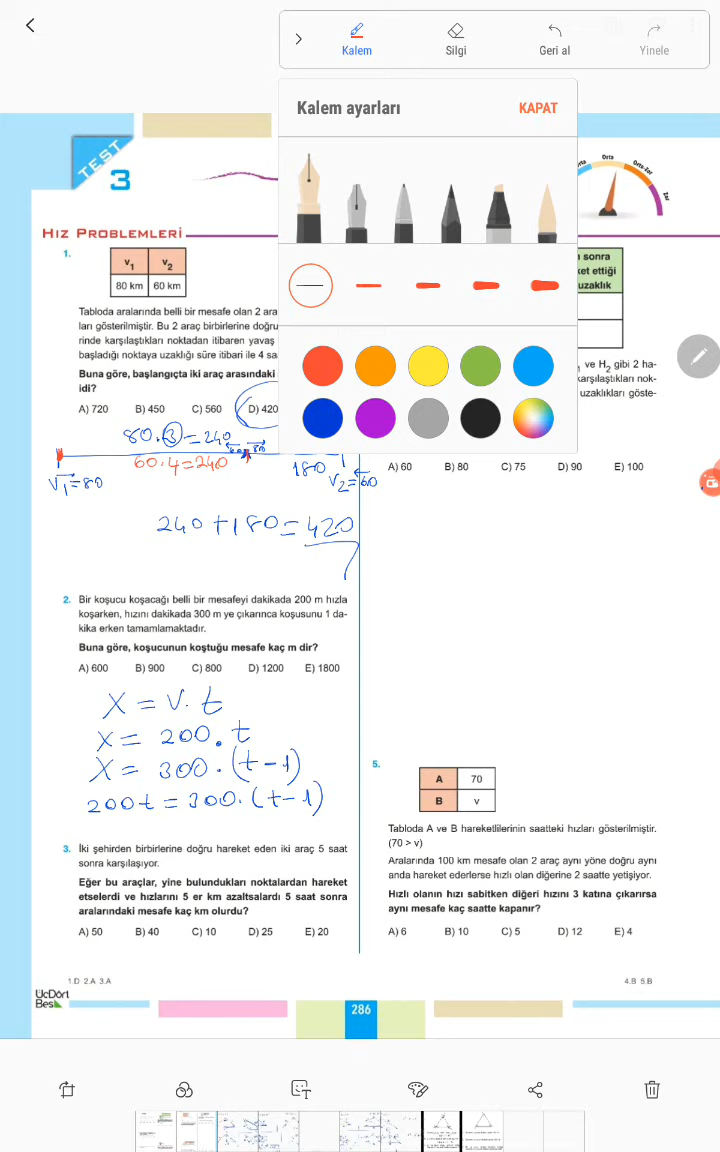 Kalem
Silgi
Geri al
Yinele
Kalem ayarları
KAPAT
TEST
3
Orta
Orta-Zor
Zor
HIZ PROBLEMLERİ
1.
V1 V2
80 km 60 km
Tabloda aralarında belli bir mesafe olan 2 ara
ları gösterilmiştir. Bu 2 araç birbirlerine doğru
rinde karşılaştıkları noktadan itibaren yavaş
başladığı noktaya uzaklığı süre itibari ile 4 sa
Buna göre, başlangıçta iki araç arasındaki
idi?
A) 720 B) 450 C) 560 D) 420
80.3=240
60 80
60.4=240
180
V1=80
V2=60
240+180=420
2. Bir koşucu koşacağı belli bir mesafeyi dakikada 200 m hızla
koşarken, hızını dakikada 300 m ye çıkarınca koşusunu 1 da-
kika erken tamamlamaktadır.
Buna göre, koşucunun koştuğu mesafe kaç m dir?
A) 600 B) 900 C) 800 D) 1200 E) 1800
X = V.t
X = 200.t
X = 300.(t-1)
200t=300.(t-1)
3. İki şehirden birbirlerine doğru hareket eden iki araç 5 saat
sonra karşılaşıyor.
Eğer bu araçlar, yine bulundukları noktalardan hareket
etselerdi ve hızlarını 5 er km azaltsalardı 5 saat sonra
aralarındaki mesafe kaç km olurdu?
A) 50 B) 40 C) 10 D) 25 E) 20
sonra
ket ettiği
uzaklık
ve H2 gibi 2 ha-
karşılaştıkları nok-
uzaklıkları göste-
A) 60 B) 80 C) 75 D) 90 E) 100
5.
A 70
B v
Tabloda A ve B hareketlilerinin saatteki hızları gösterilmiştir.
(70 > v)
Aralarında 100 km mesafe olan 2 araç aynı yöne doğru aynı
anda hareket ederlerse hızlı olan diğerine 2 saatte yetişiyor.
Hızlı olanın hızı sabitken diğeri hızını 3 katına çıkarırsa
aynı mesafe kaç saatte kapanır?
A) 6 B) 10 C) 5 D) 12 E) 4
1.D 2.A 3.A
4.B 5.B
ÜçDört
Beş
286